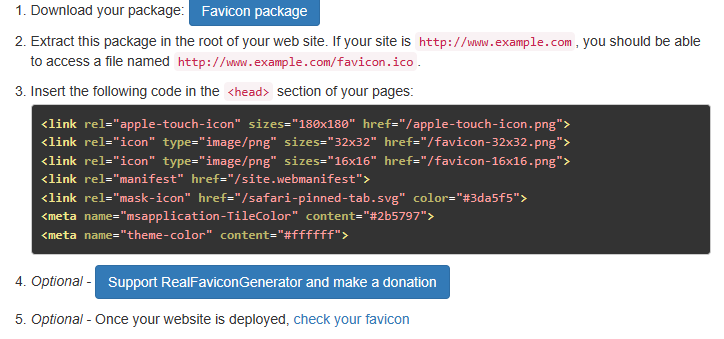 1. Download your package: Favicon package
2. Extract this package in the root of your web site. If your site is http://www.example.com, you should be able
to access a file named http://www.example.com/favicon.ico.
3. Insert the following code in the <head> section of your pages:
<link rel="apple-touch-icon" sizes="180x180" href="/apple-touch-icon.png">
<link rel="icon" type="image/png" sizes="32x32" href="/favicon-32x32.png">
<link rel="icon" type="image/png" sizes="16x16" href="/favicon-16x16.png">
<link rel="manifest" href="/site.webmanifest">
<link rel="mask-icon" href="/safari-pinned-tab.svg" color="#3da5f5">
<meta name="msapplication-TileColor" content="#2b5797">
<meta name="theme-color" content="#ffffff">
4. Optional - Support RealFaviconGenerator and make a donation
5. Optional - Once your website is deployed, check your favicon